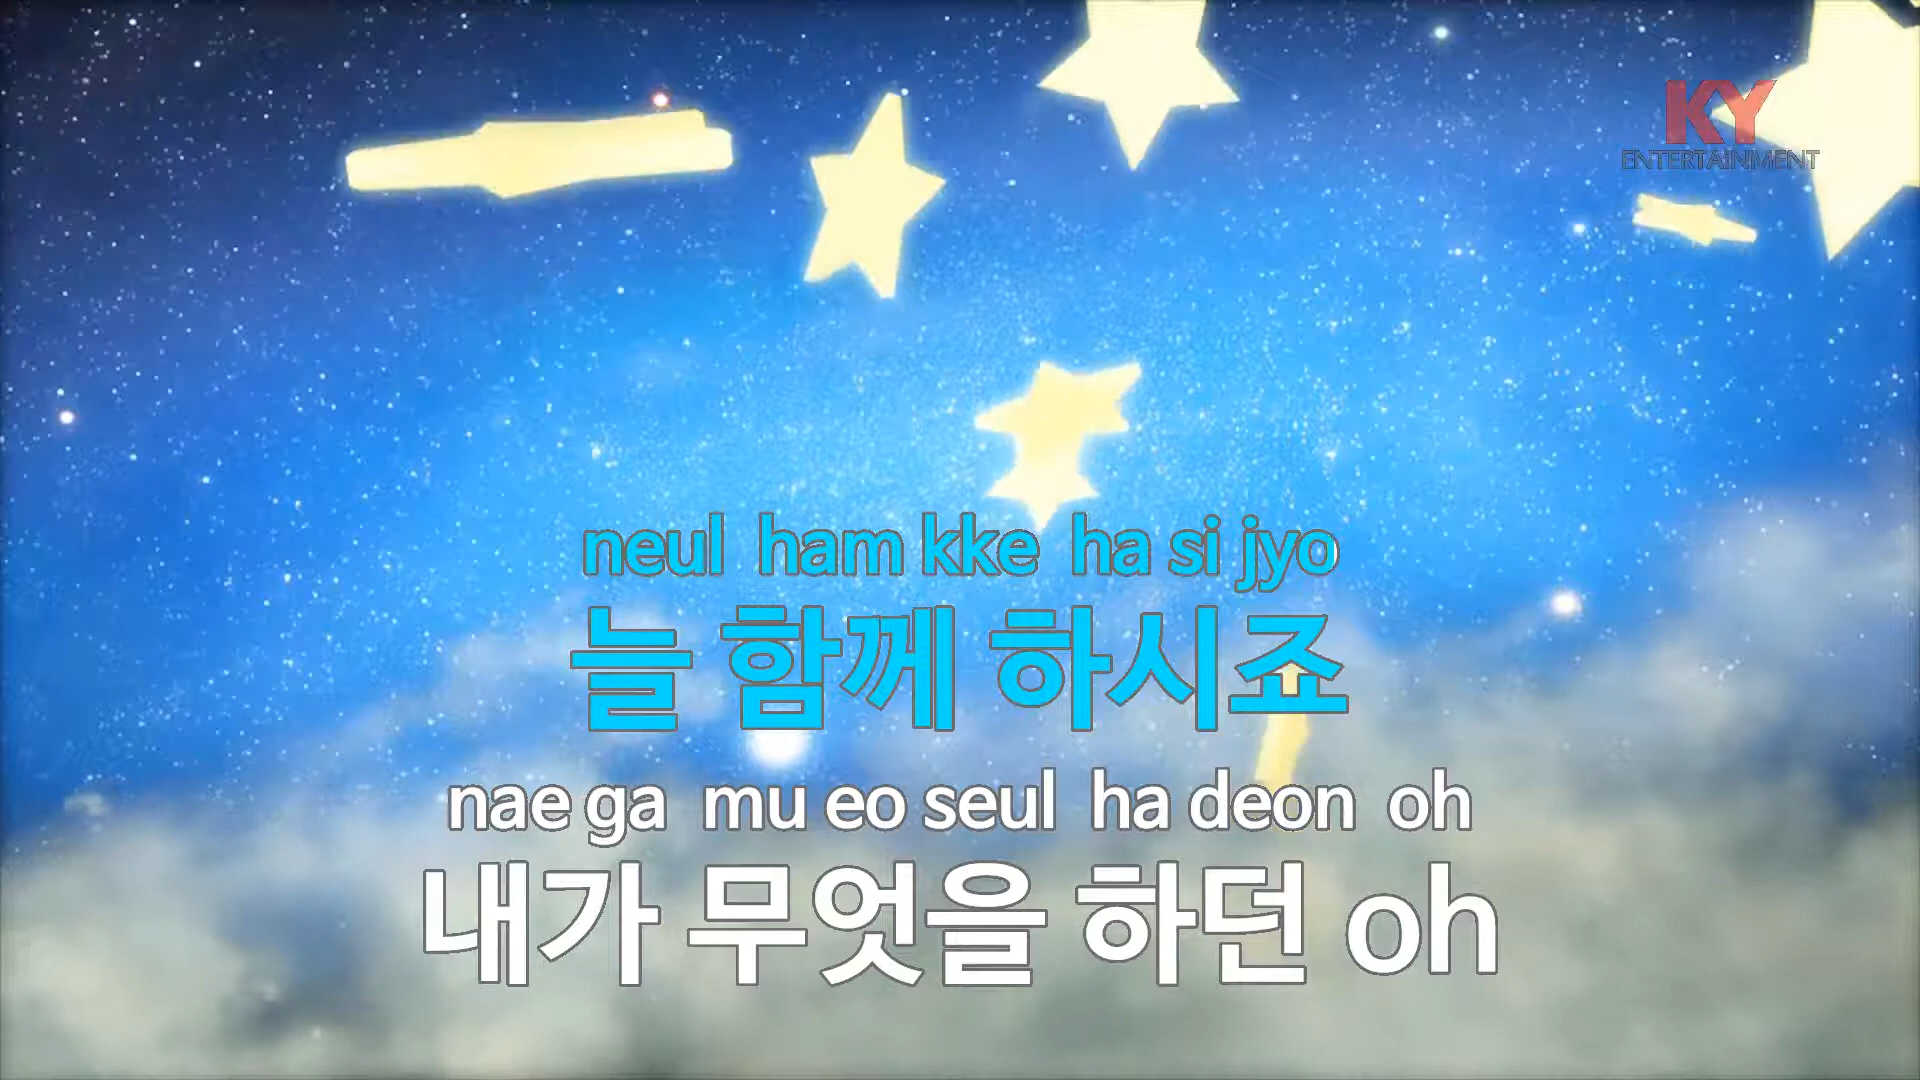 KY
ENTERTAINMENT
neul ham kke ha si jyo
늘 함께 하시죠
nae ga mu eo seul ha deon oh
내가 무엇을 하던 oh